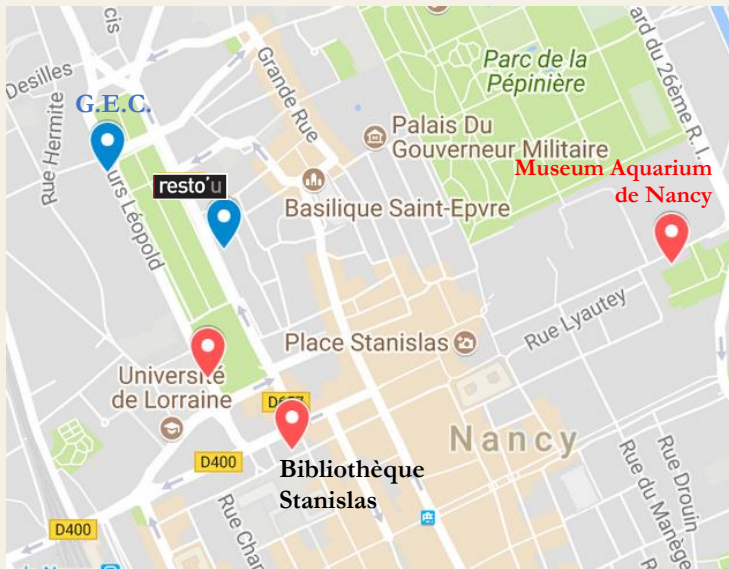 cis
Desilles
G.E.C.
Rue Hermite
urs Léopold
resto'u
Grande Rue
Parc de la
Pépinière
ard du 26ème R. I.
Palais Du
Gouverneur Militaire
Museum Aquarium
de Nancy
Basilique Saint-Epvre
Place Stanislas
Rue Lyautey
Université
de Lorraine
D400
Bibliothèque
Stanislas
Nancy
Rue Char
D400
Rue du Manège
Rue Drouin